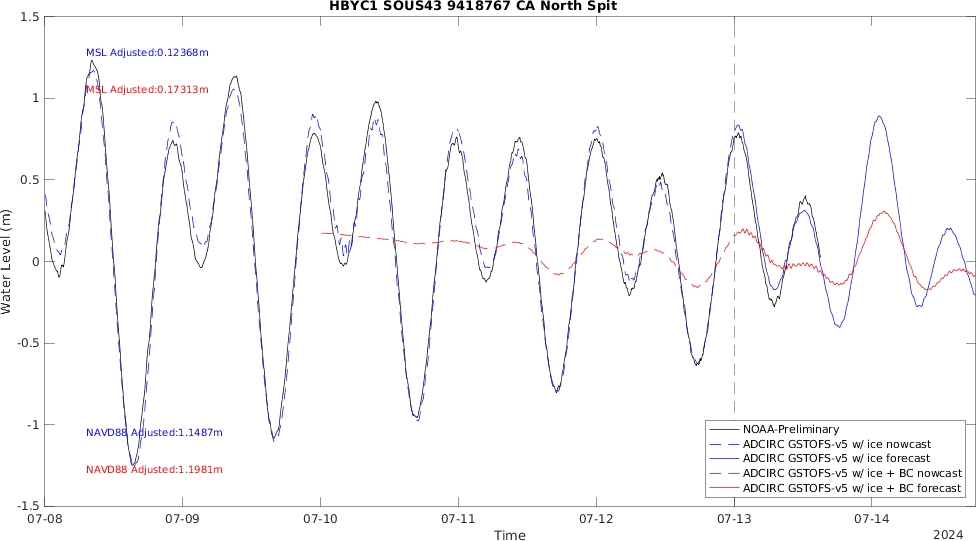 HBYC1 SOUS43 9418767 CA North Spit
1.5
MSL Adjusted:0.12368m
1
MSL Adjusted:0.17313m
0.5
Water Level (m)
0
-0.5
-1
NAVD88 Adjusted:1.1487m
NAVD88 Adjusted:1.1981m
-1.5
NOAA-Preliminary
ADCIRC GSTOFS-v5 w/ ice nowcast
ADCIRC GSTOFS-v5 w/ ice forecast
ADCIRC GSTOFS-v5 w/ ice + BC nowcast
ADCIRC GSTOFS-v5 w/ ice + BC forecast
07-08 07-09 07-10 07-11 07-12 07-13 07-14
Time
2024